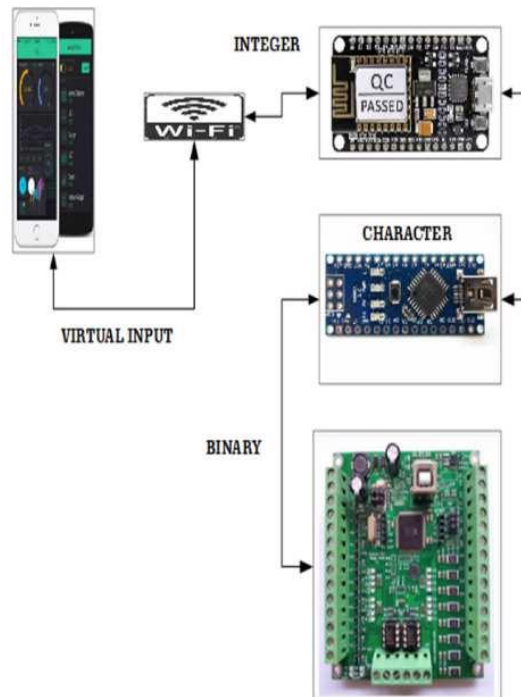 INTEGER
QC
PASSED
Wi-Fi
CHARACTER
VIRTUAL INPUT
BINARY